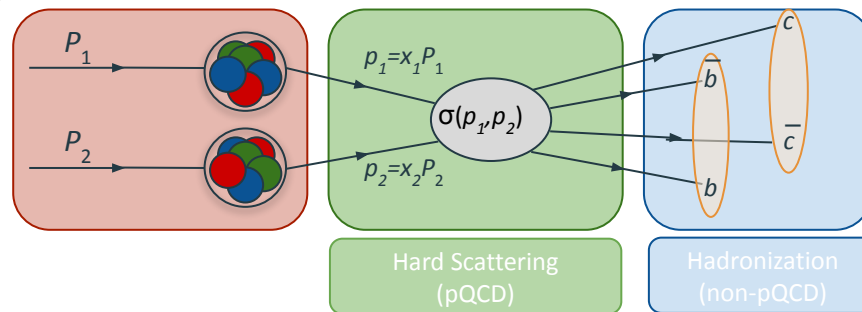 P₁
p₁=x₁P₁
c
b̅
σ(p₁,p₂)
P₂
p₂=x₂P₂
c̅
b
Hard Scattering
(pQCD)
Hadronization
(non-pQCD)